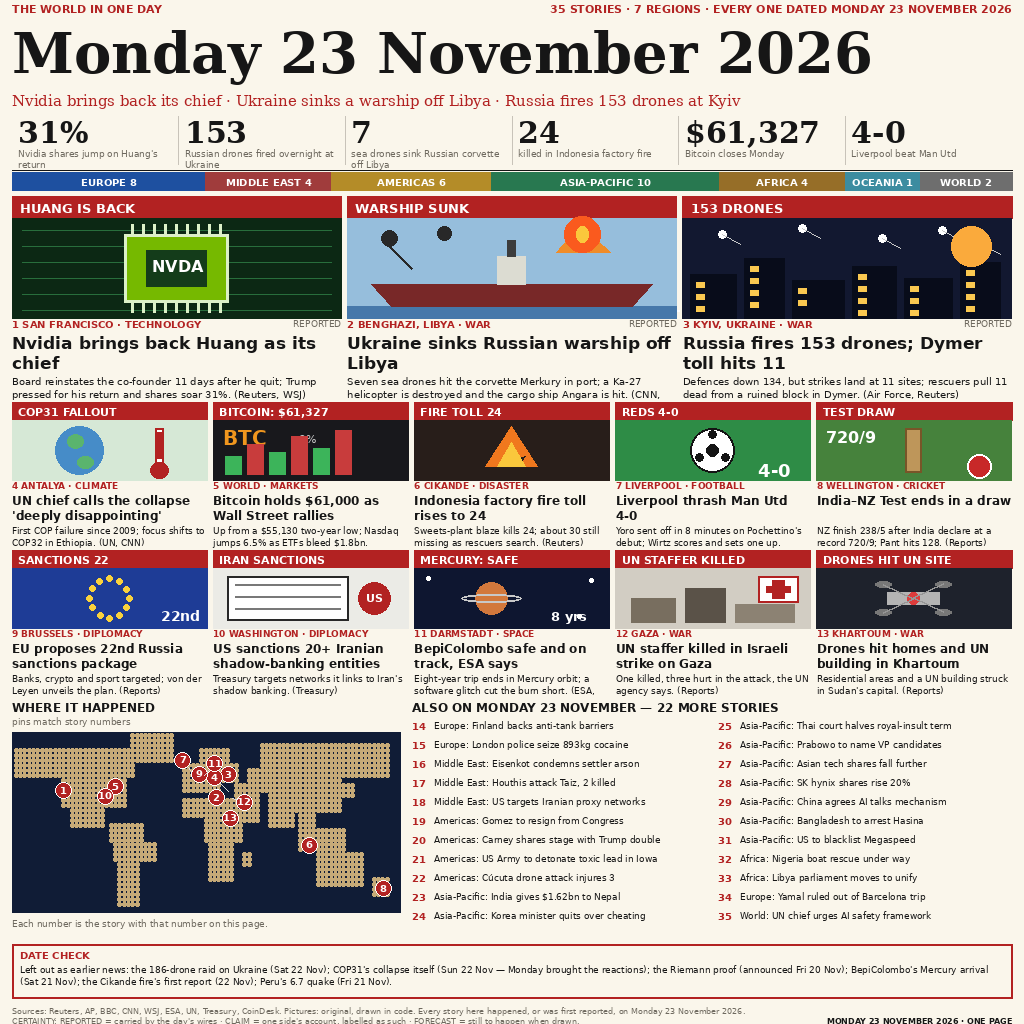 THE WORLD IN ONE DAY
35 STORIES · 7 REGIONS · EVERY ONE DATED MONDAY 23 NOVEMBER 2026
Monday 23 November 2026
Nvidia brings back its chief · Ukraine sinks a warship off Libya · Russia fires 153 drones at Kyiv
31%
Nvidia shares jump on Huang's
return
153
Russian drones fired overnight at
Ukraine
7
sea drones sink Russian corvette
off Libya
24
killed in Indonesia factory fire
$61,327
Bitcoin closes Monday
4-0
Liverpool beat Man Utd
EUROPE 8
MIDDLE EAST 4
AMERICAS 6
ASIA-PACIFIC 10
AFRICA 4
OCEANIA 1
WORLD 2
HUANG IS BACK
NVDA
1 SAN FRANCISCO · TECHNOLOGY
REPORTED
Nvidia brings back Huang as its
chief
Board reinstates the co-founder 11 days after he quit; Trump
pressed for his return and shares soar 31%. (Reuters, WSJ)
WARSHIP SUNK
2 BENGHAZI, LIBYA · WAR
REPORTED
Ukraine sinks Russian warship off
Libya
Seven sea drones hit the corvette Merkury in port; a Ka-27
helicopter is destroyed and the cargo ship Angara is hit. (CNN,
153 DRONES
3 KYIV, UKRAINE · WAR
REPORTED
Russia fires 153 drones; Dymer
toll hits 11
Defences down 134, but strikes land at 11 sites; rescuers pull 11
dead from a ruined block in Dymer. (Air Force, Reuters)
COP31 FALLOUT
4 ANTALYA · CLIMATE
UN chief calls the collapse
'deeply disappointing'
First COP failure since 2009; focus shifts to
COP32 in Ethiopia. (UN, CNN)
BITCOIN: $61,327
BTC
%
5 WORLD · MARKETS
Bitcoin holds $61,000 as
Wall Street rallies
Up from a $55,130 two-year low; Nasdaq
jumps 6.5% as ETFs bleed $1.8bn.
FIRE TOLL 24
6 CIKANDE · DISASTER
Indonesia factory fire toll
rises to 24
Sweets-plant blaze kills 24; about 30 still
missing as rescuers search. (Reuters)
REDS 4-0
4-0
7 LIVERPOOL · FOOTBALL
Liverpool thrash Man Utd
4-0
Yoro sent off in 8 minutes on Pochettino's
debut; Wirtz scores and sets one up.
TEST DRAW
720/9
8 WELLINGTON · CRICKET
India–NZ Test ends in a draw
NZ finish 238/5 after India declare at a
record 720/9; Pant hits 128. (Reports)
SANCTIONS 22
22nd
9 BRUSSELS · DIPLOMACY
EU proposes 22nd Russia
sanctions package
Banks, crypto and sport targeted; von der
Leyen unveils the plan. (Reports)
IRAN SANCTIONS
US
10 WASHINGTON · DIPLOMACY
US sanctions 20+ Iranian
shadow-banking entities
Treasury targets networks it links to Iran's
shadow banking. (Treasury)
MERCURY: SAFE
8 yrs
11 DARMSTADT · SPACE
BepiColombo safe and on
track, ESA says
Eight-year trip ends in Mercury orbit; a
software glitch cut the burn short. (ESA,
UN STAFFER KILLED
12 GAZA · WAR
UN staffer killed in Israeli
strike on Gaza
One killed, three hurt in the attack, the UN
agency says. (Reports)
DRONES HIT UN SITE
13 KHARTOUM · WAR
Drones hit homes and UN
building in Khartoum
Residential areas and a UN building struck
in Sudan's capital. (Reports)
WHERE IT HAPPENED
pins match story numbers
7
11
9
4
3
1
5
10
2
12
13
6
8
Each number is the story with that number on this page.
ALSO ON MONDAY 23 NOVEMBER — 22 MORE STORIES
14 Europe: Finland backs anti-tank barriers
15 Europe: London police seize 893kg cocaine
16 Middle East: Eisenkot condemns settler arson
17 Middle East: Houthis attack Taiz, 2 killed
18 Middle East: US targets Iranian proxy networks
19 Americas: Gomez to resign from Congress
20 Americas: Carney shares stage with Trump double
21 Americas: US Army to detonate toxic lead in Iowa
22 Americas: Cúcuta drone attack injures 3
23 Asia-Pacific: India gives $1.62bn to Nepal
24 Asia-Pacific: Korea minister quits over cheating
25 Asia-Pacific: Thai court halves royal-insult term
26 Asia-Pacific: Prabowo to name VP candidates
27 Asia-Pacific: Asian tech shares fall further
28 Asia-Pacific: SK hynix shares rise 20%
29 Asia-Pacific: China agrees AI talks mechanism
30 Asia-Pacific: Bangladesh to arrest Hasina
31 Asia-Pacific: US to blacklist Megaspeed
32 Africa: Nigeria boat rescue under way
33 Africa: Libya parliament moves to unify
34 Europe: Yamal ruled out of Barcelona trip
35 World: UN chief urges AI safety framework
DATE CHECK
Left out as earlier news: the 186-drone raid on Ukraine (Sat 22 Nov); COP31's collapse itself (Sun 22 Nov — Monday brought the reactions); the Riemann proof (announced Fri 20 Nov); BepiColombo's Mercury arrival
(Sat 21 Nov); the Cikande fire's first report (22 Nov); Peru's 6.7 quake (Fri 21 Nov).
Sources: Reuters, AP, BBC, CNN, WSJ, ESA, UN, Treasury, CoinDesk. Pictures: original, drawn in code. Every story here happened, or was first reported, on Monday 23 November 2026.
CERTAINTY: REPORTED = carried by the day's wires · CLAIM = one side's account, labelled as such · FORECAST = still to happen when drawn.
MONDAY 23 NOVEMBER 2026 · ONE PAGE